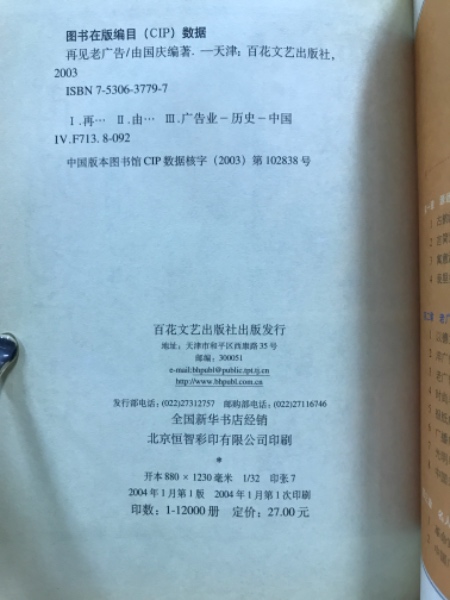 图书在版编目(CIP)数据
再见老广告/由国庆编著.—天津:百花文艺出版社,
2003
ISBN 7-5306-3779-7
Ⅰ.再… Ⅱ.由… Ⅲ.广告业-历史-中国
Ⅳ.F713.8-092
中国版本图书馆CIP数据核字(2003)第102838号
百花文艺出版社出版发行
地址:天津市和平区西康路35号
邮编:300051
e-mail:bhpubl@public.tpt.tj.cn
http://www.bhpubl.com.cn
发行部电话:(022)27312757 邮购部电话:(022)27116746
全国新华书店经销
北京恒智彩印有限公司印刷
*
开本880×1230毫米 1/32 印张7
2004年1月第1版 2004年1月第1次印刷
印数:1-12000册 定价:27.00元